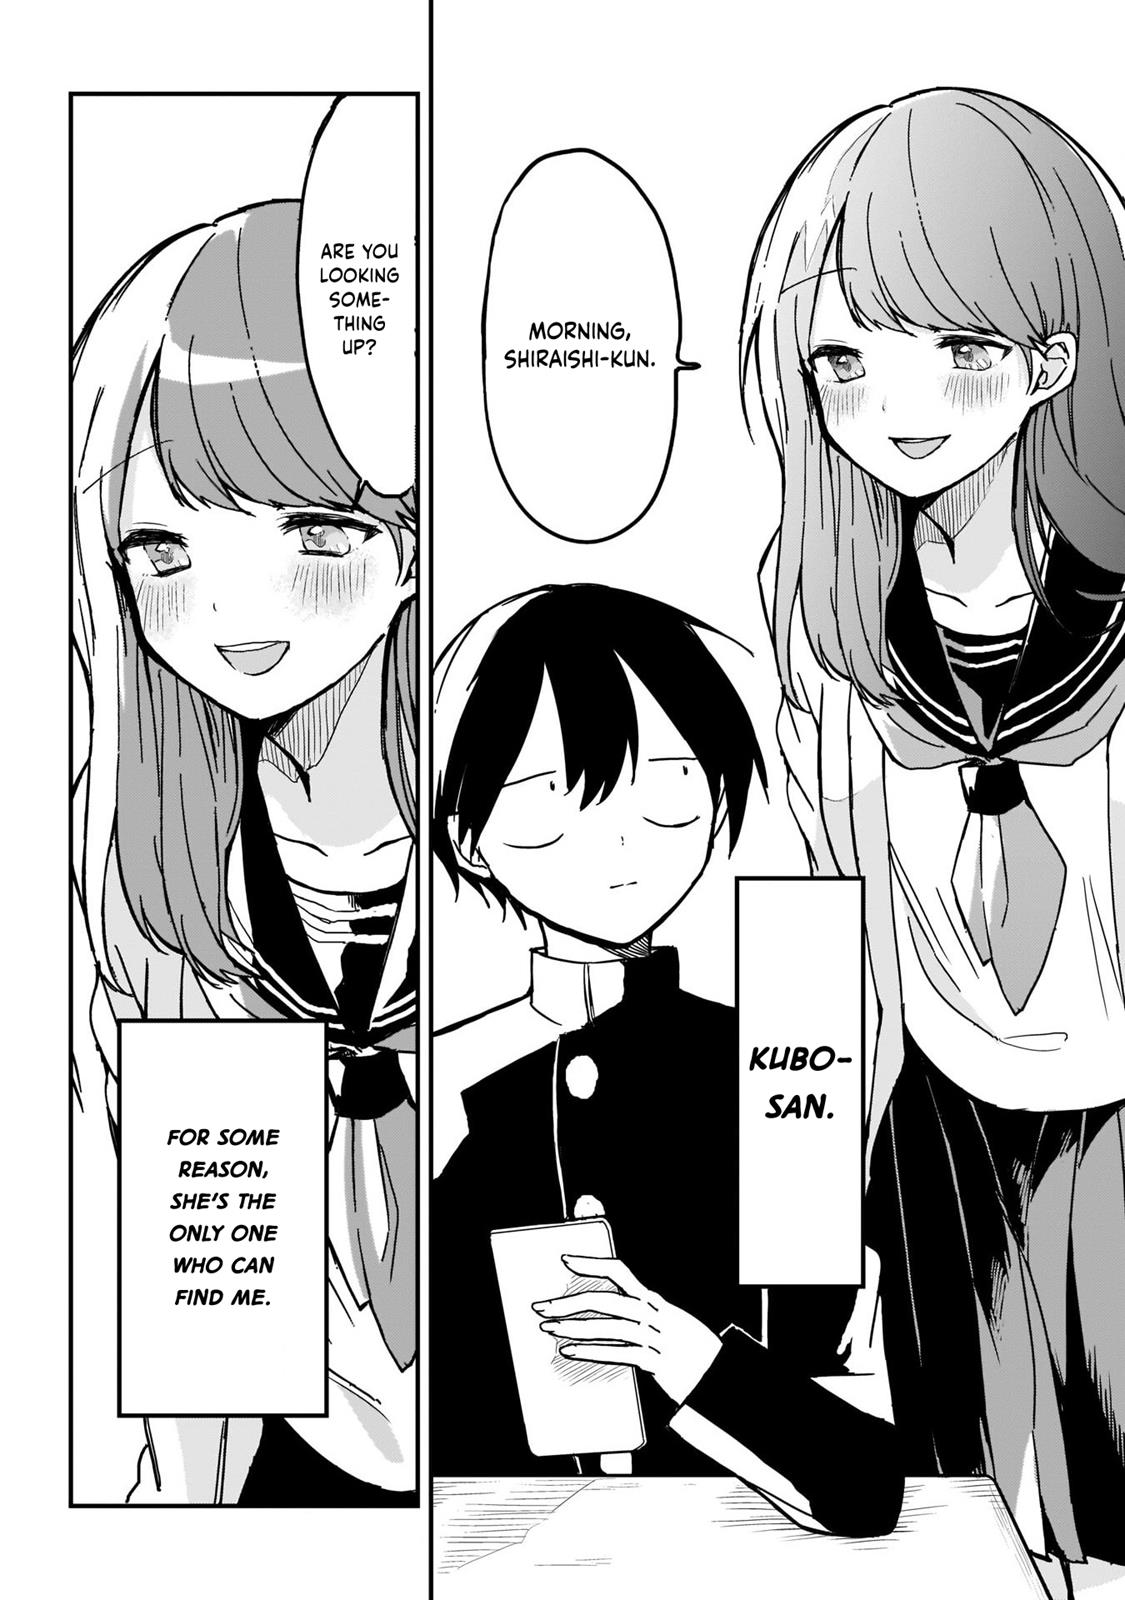 MORNING,
SHIRAISHI-KUN.
KUBO-
SAN.
ARE YOU
LOOKING
SOME-
THING
UP?
FOR SOME
REASON,
SHE'S THE
ONLY ONE
WHO CAN
FIND ME.